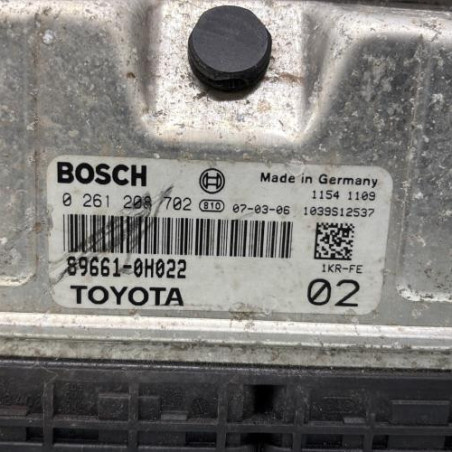 BOSCH Made in Germany
0 261 208 702 810 07-03-06 1154 1109
1039S12537
89661-0H022 1KR-FE
TOYOTA 02